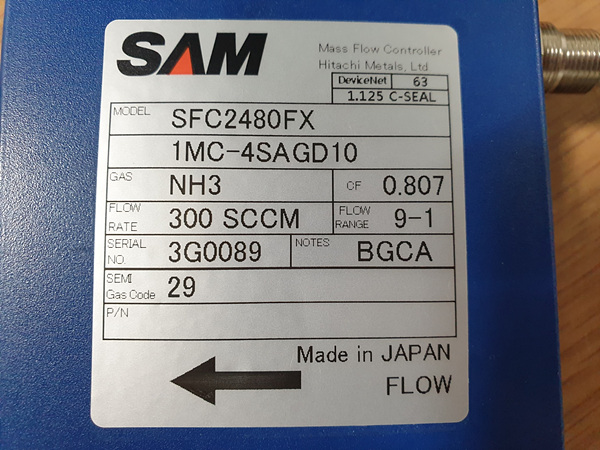 SAM
Mass Flow Controller
Hitachi Metals, Ltd
DeviceNet 63
1.125 C-SEAL
MODEL SFC2480FX
1MC-4SAGD10
GAS NH3 CF 0.807
FLOW RATE 300 SCCM FLOW RANGE 9-1
SERIAL NO. 3G0089 NOTES BGCA
SEMI Gas Code 29
P/N
Made in JAPAN
FLOW